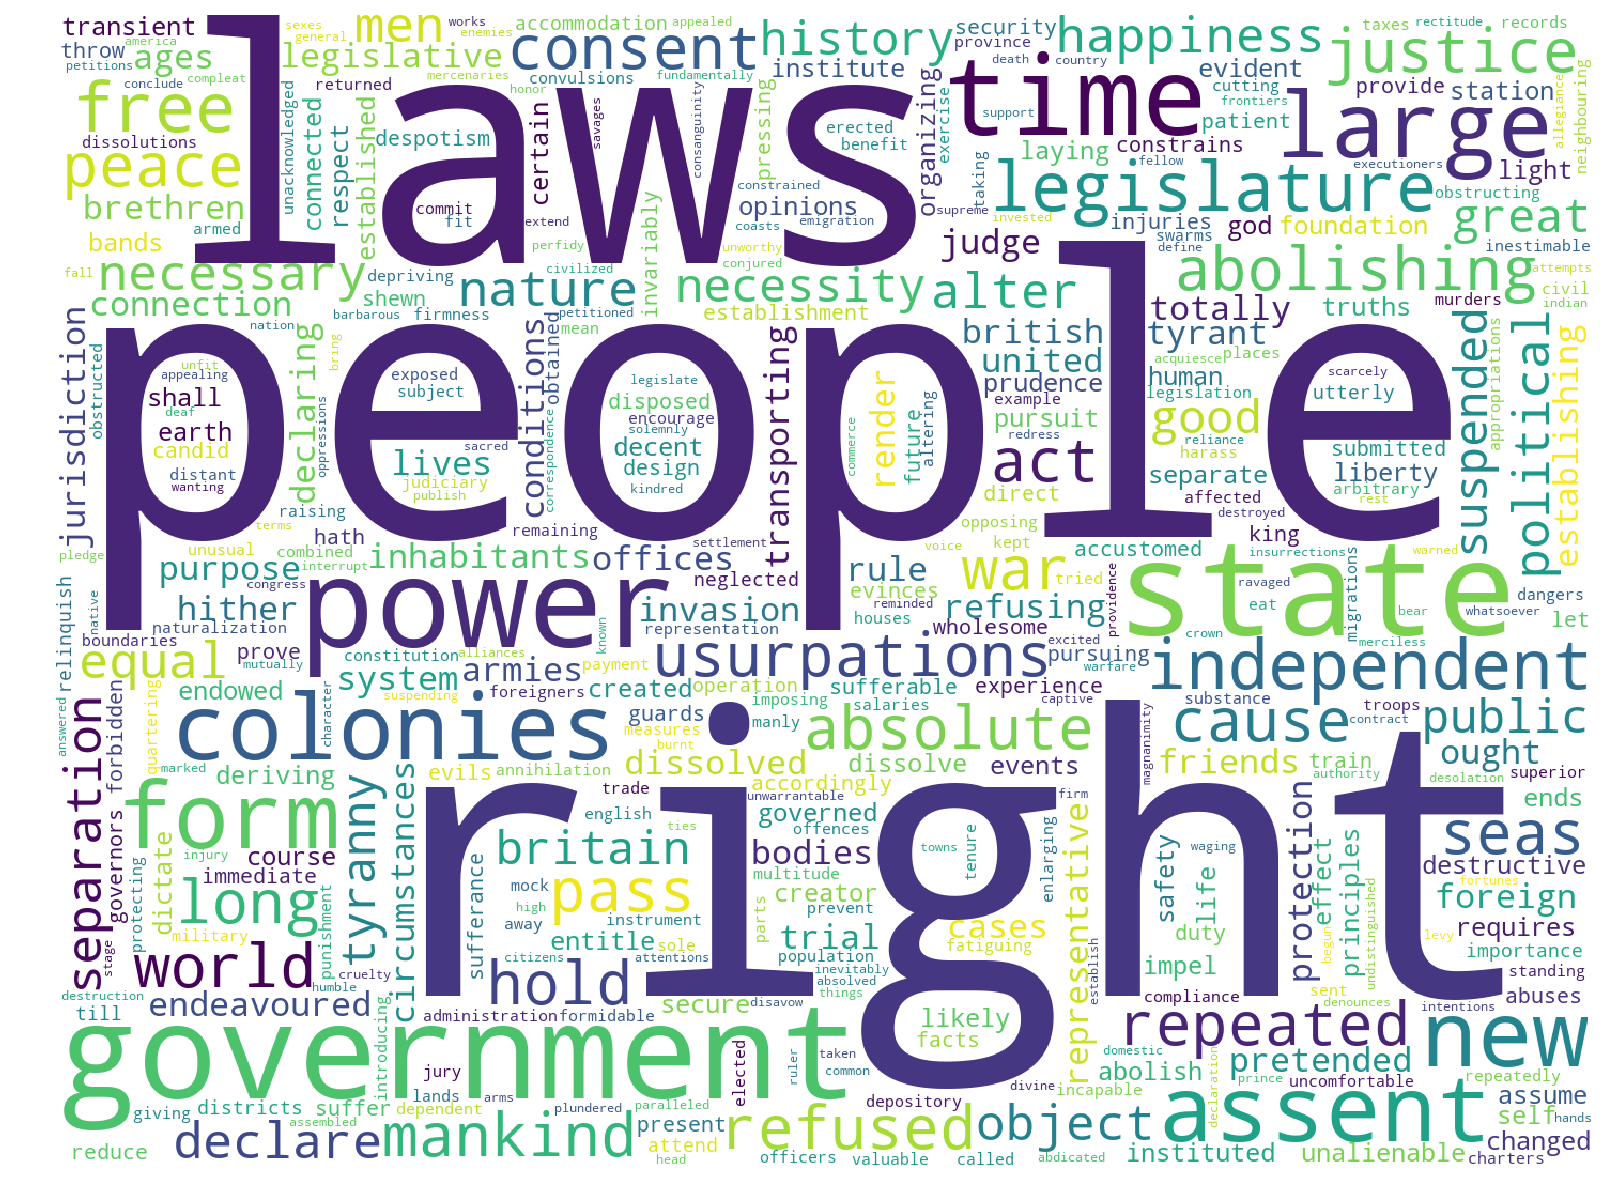 transient
sexes
men
works
accommodation
appealed
history
security
happiness
taxes
rectitude
records
throw
america
ages
general
legislative
enemies
consent
province
justice
petitions
conclude
compleat
returned
mercenaries
convulsions
fundamentally
institute
death
country
evident
cutting
provide
station
free
laws
honor
time
large
frontiers
dissolutions
unacknowledged
connected
respect
established
despotism
certain
savages
consanguinity
pressing
erected
benefit
organizing
exercise
support
patient
allegiance
neighbouring
peace
laying
constrains
executioners
light
brethren
commit
constrained
opinions
taking
fellow
legislature
obstructing
armed
fit
extend
emigration
supreme
invested
injuries
god
foundation
great
bands
perfidy
invariably
coasts
unworthy
judge
define
swarms
inestimable
fall
necessary
depriving
civilized
conjured
necessity
alter
abolishing
attempts
connection
shewn
nature
establishment
totally
truths
murders
civil
indian
nation
barbarous
firmness
petitioned
mean
british
tyrant
jurisdiction
obstructed
people
declaring
bring
conditions
obtained
transporting
united
acquiesce
places
suspended
appropriations
political
establishing
unfit
appealing
exposed
legislate
render
prudence
human
scarcely
shall
subject
disposed
example
legislation
utterly
deaf
encourage
future
altering
pursuit
good
earth
oppressions
sacred
solemnly
decent
commerce
redress
reliance
submitted
candid
lives
correspondence
design
act
harass
separate
liberty
distant
judiciary
kindred
direct
affected
arbitrary
wanting
publish
destroyed
rest
raising
terms
remaining
settlement
opposing
king
pledge
unusual
hath
combined
inhabitants
offices
voice
kept
accustomed
insurrections
warned
purpose
interrupt
congress
power
neglected
rule
war
tried
state
ravaged
migrations
dangers
relinquish
native
hither
invasion
evinces
reminded
refusing
providence
eat
bear
whatsoever
let
naturalization
representation
houses
wholesome
crown
boundaries
known
excited
merciless
equal
prove
constitution
alliances
usurpations
pursuing
warfare
independent
mutually
system
armies
payment
answered
endowed
suspending
foreigners
created
operation
sufferable
experience
substance
troops
separation
forbidden
quartering
colonies
character
guards
imposing
salaries
captive
cause
contract
public
measures
manly
absolute
magnanimity
ought
marked
deriving
evils
annihilation
burnt
dissolved
dissolve
events
friends
train
authority
desolation
superior
form
tyranny
circumstances
accordingly
trade
unwarrantable
firm
ends
governors
protecting
dictate
right
english
ties
governed
offences
representative
enlarging
protection
effect
principles
undistinguished
seas
injury
course
britain
bodies
towns
tenure
waging
safety
life
destructive
immediate
sufferance
mock
multitude
fortunes
long
pass
creator
foreign
high
prevent
parts
cases
begun
levy
military
punishment
away
instrument
trial
fatiguing
duty
requires
stage
entitle
sole
population
importance
world
cruelty
citizens
attentions
inevitably
impel
standing
hold
absolved
establish
destruction
humble
things
compliance
sent
denounces
abuses
endeavoured
secure
disavow
intentions
till
administration
formidable
likely
repeated
new
introducing
facts
government
ruler
taken
domestic
pretended
jury
elected
common
abolish
prince
uncomfortable
repeatedly
lands
arms
divine
incapable
declaration
giving
districts
suffer
dependent
plundered
paralleled
depository
assume
assembled
present
refused
object
assent
self
hands
declare
mankind
attend
changed
reduce
head
officers
valuable
called
abdicated
instituted
unalienable
charters